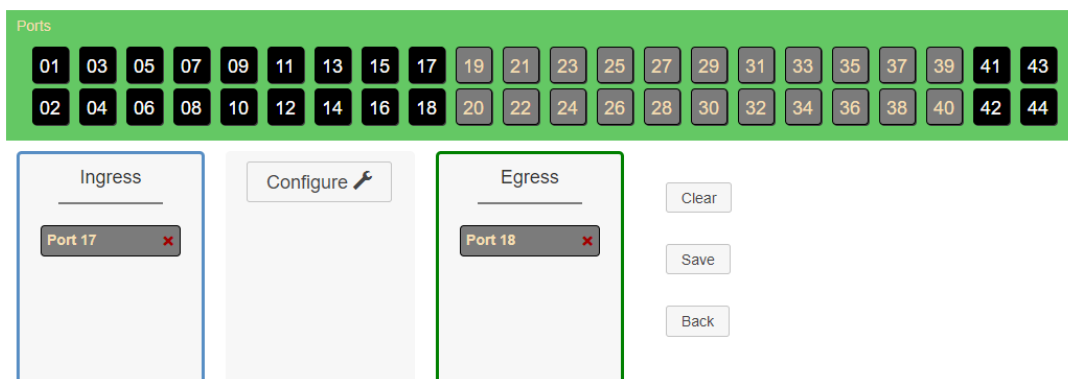 Ports
01 03 05 07 09 11 13 15 17 19 21 23 25 27 29 31 33 35 37 39 41 43
02 04 06 08 10 12 14 16 18 20 22 24 26 28 30 32 34 36 38 40 42 44
Ingress
Port 17
Configure
Egress
Port 18
Clear
Save
Back